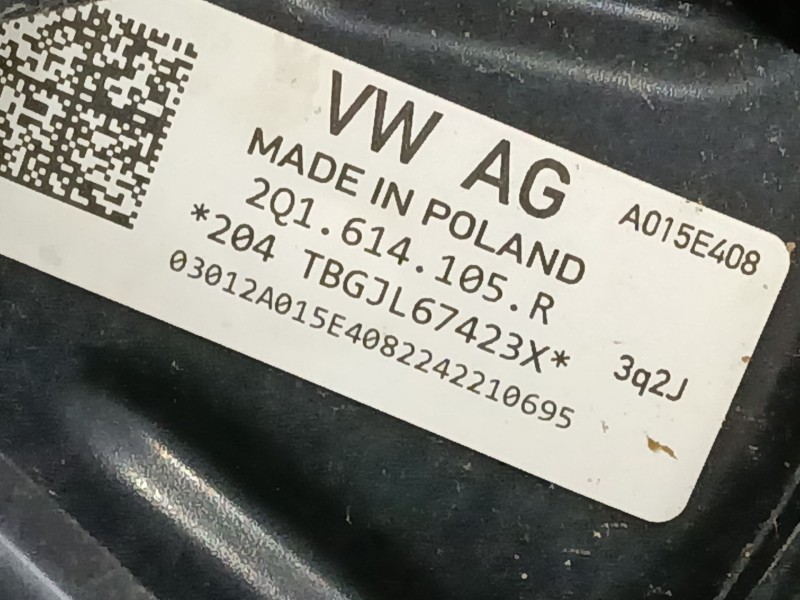 VW AG
A015E408
MADE IN POLAND
2Q1.614.105.R
*204 TBGJL67423X*
3q2J
03012A015E4082242210695